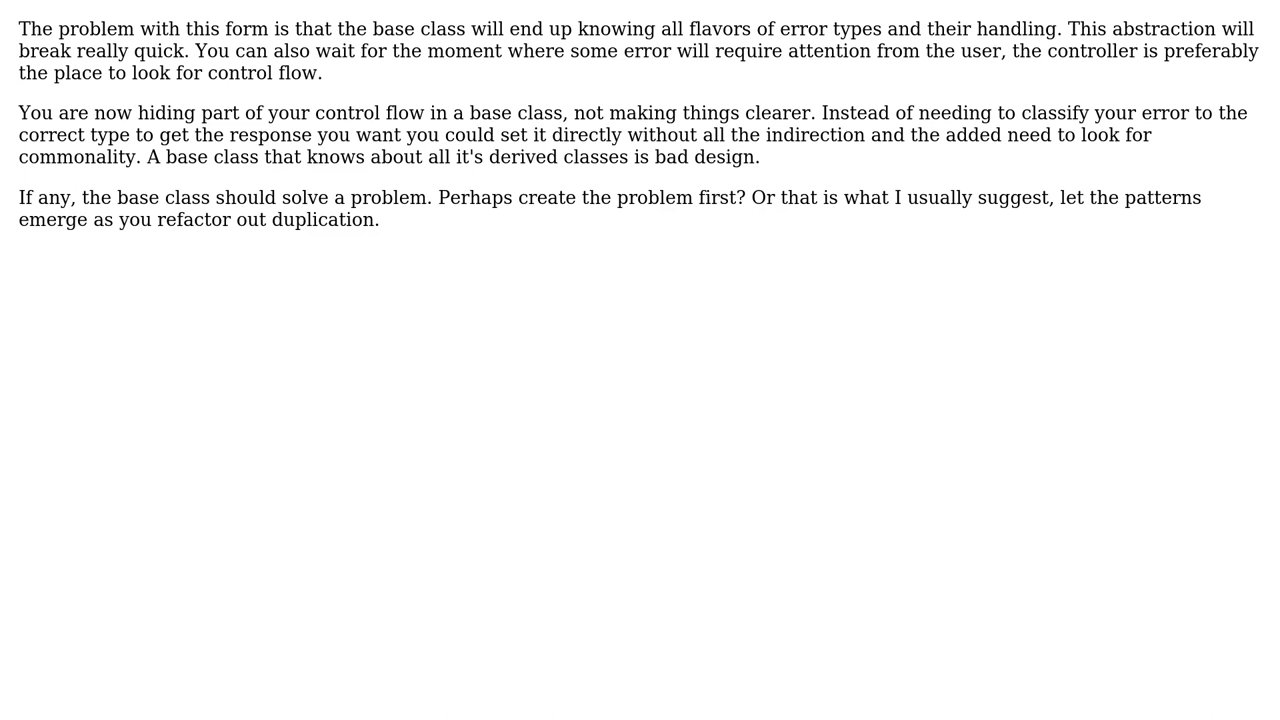 The problem with this form is that the base class will end up knowing all flavors of error types and their handling. This abstraction will
break really quick. You can also wait for the moment where some error will require attention from the user, the controller is preferably
the place to look for control flow.
You are now hiding part of your control flow in a base class, not making things clearer. Instead of needing to classify your error to the
correct type to get the response you want you could set it directly without all the indirection and the added need to look for
commonality. A base class that knows about all it's derived classes is bad design.
If any, the base class should solve a problem. Perhaps create the problem first? Or that is what I usually suggest, let the patterns
emerge as you refactor out duplication.